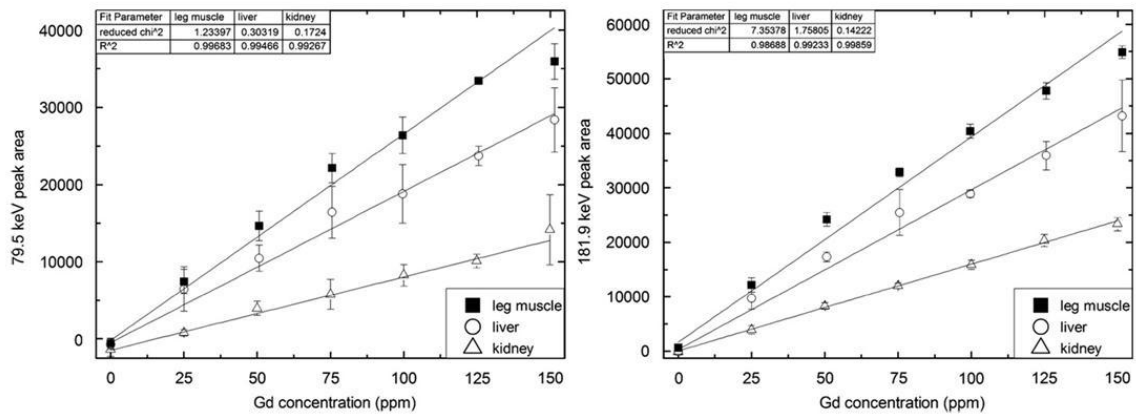 Fit Parameter leg muscle liver kidney
reduced chi^2 1.23397 0.30319 0.1724
R^2 0.99683 0.99466 0.99267
40000
30000
20000
10000
0
79.5 keV peak area
leg muscle
liver
kidney
0 25 50 75 100 125 150
Gd concentration (ppm)
Fit Parameter leg muscle liver kidney
reduced chi^2 7.35378 1.75805 0.14222
R^2 0.98688 0.99233 0.99859
60000
50000
40000
30000
20000
10000
0
181.9 keV peak area
leg muscle
liver
kidney
0 25 50 75 100 125 150
Gd concentration (ppm)